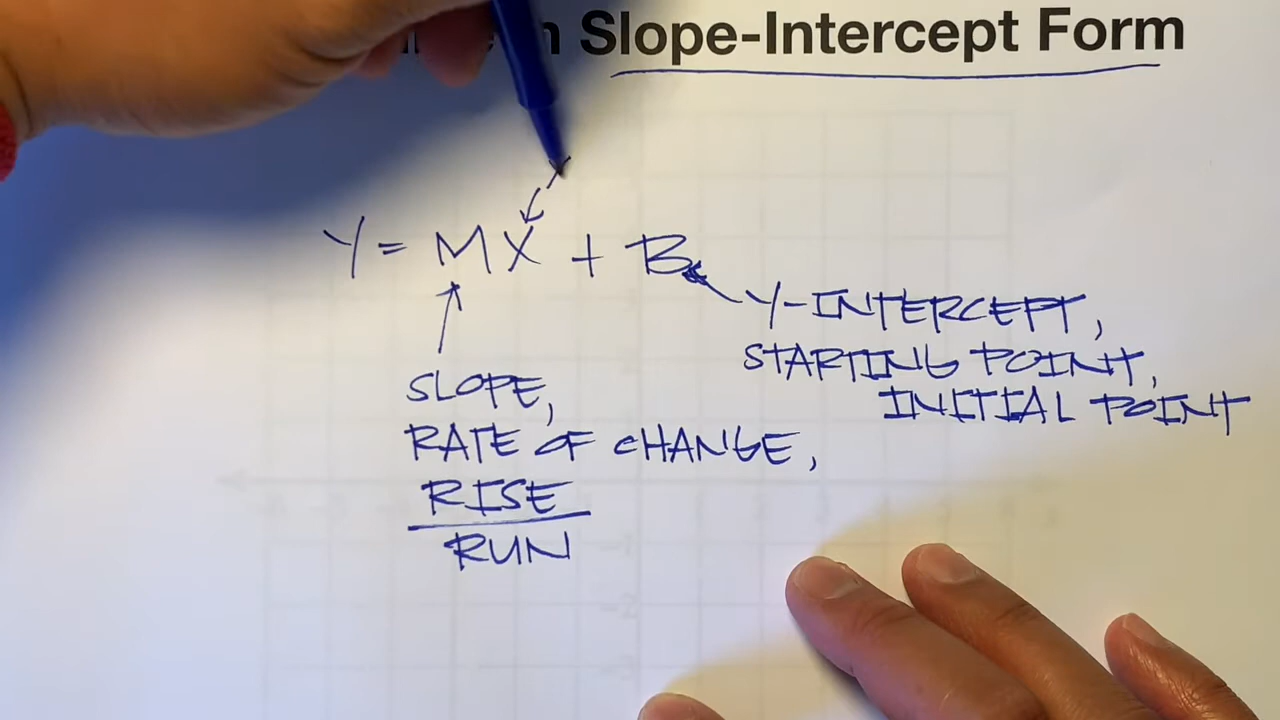 Slope-Intercept Form
Y = MX + B
Y-INTERCEPT,
STARTING POINT,
INITIAL POINT
SLOPE,
RATE OF CHANGE,
RISE
RUN